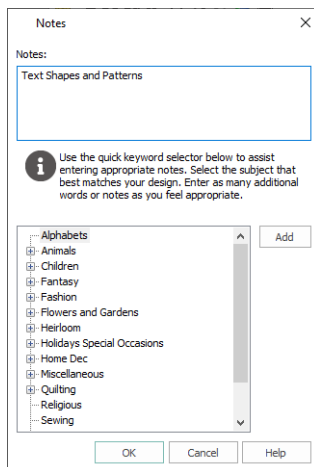 Notes
Notes:
Text Shapes and Patterns
Use the quick keyword selector below to assist
entering appropriate notes. Select the subject that
best matches your design. Enter as many additional
words or notes as you feel appropriate.
Alphabets
Add
Animals
Children
Fantasy
Fashion
Flowers and Gardens
Heirloom
Holidays Special Occasions
Home Dec
Miscellaneous
Quilting
Religious
Sewing
OK
Cancel
Help